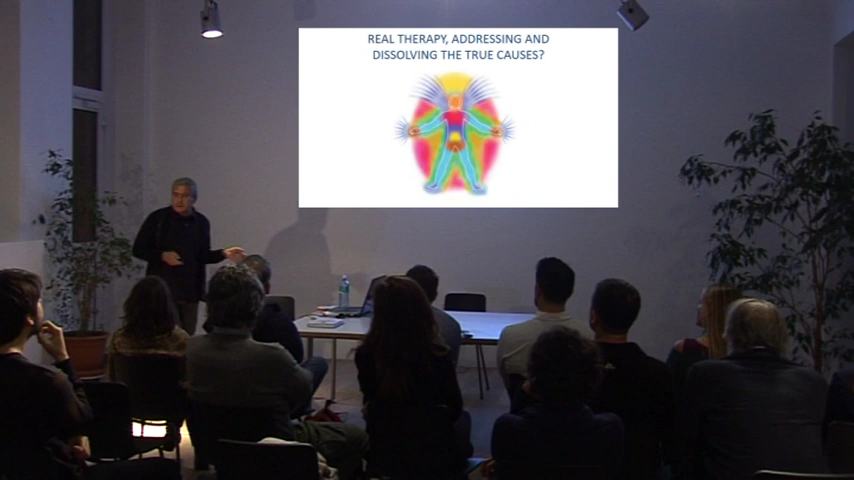 REAL THERAPY, ADDRESSING AND
DISSOLVING THE TRUE CAUSES?